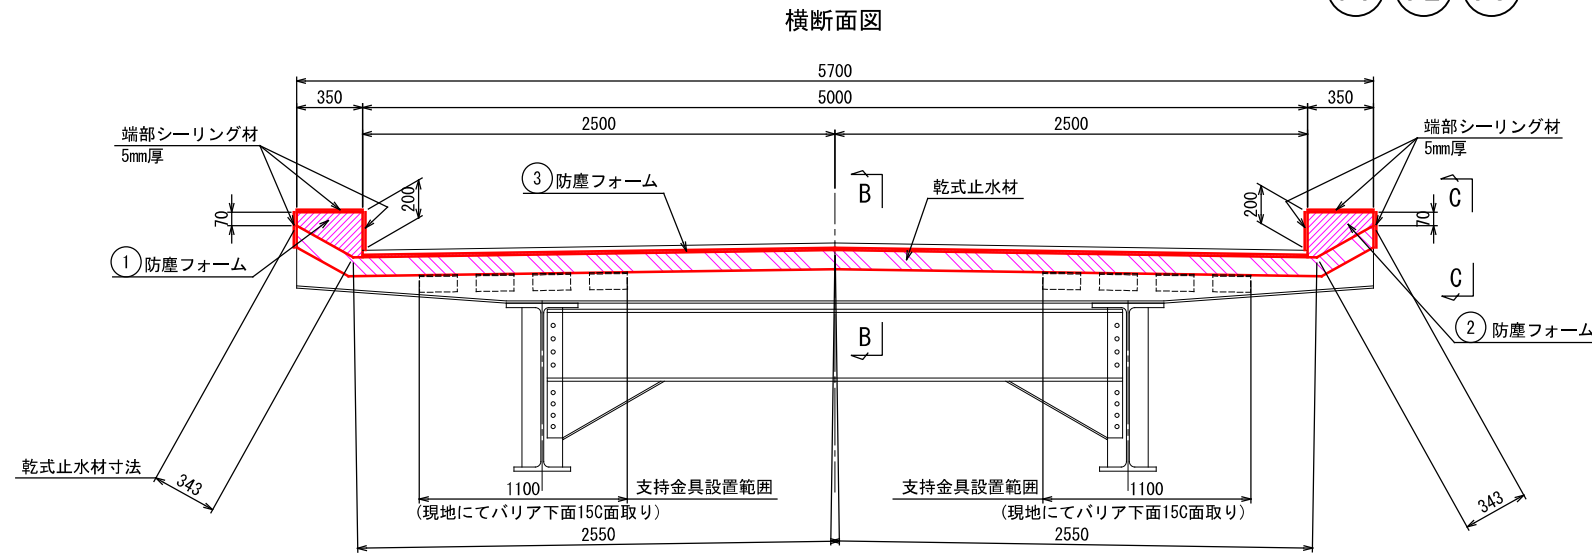 横断面図
5700
350
5000
350
2500
2500
端部シーリング材
5mm厚
端部シーリング材
5mm厚
3 防塵フォーム
B
乾式止水材
C
200
200
70
70
1 防塵フォーム
C
B
2 防塵フォーム
乾式止水材寸法
343
1100
支持金具設置範囲
支持金具設置範囲
1100
343
(現地にてバリア下面15C面取り)
(現地にてバリア下面15C面取り)
2550
2550